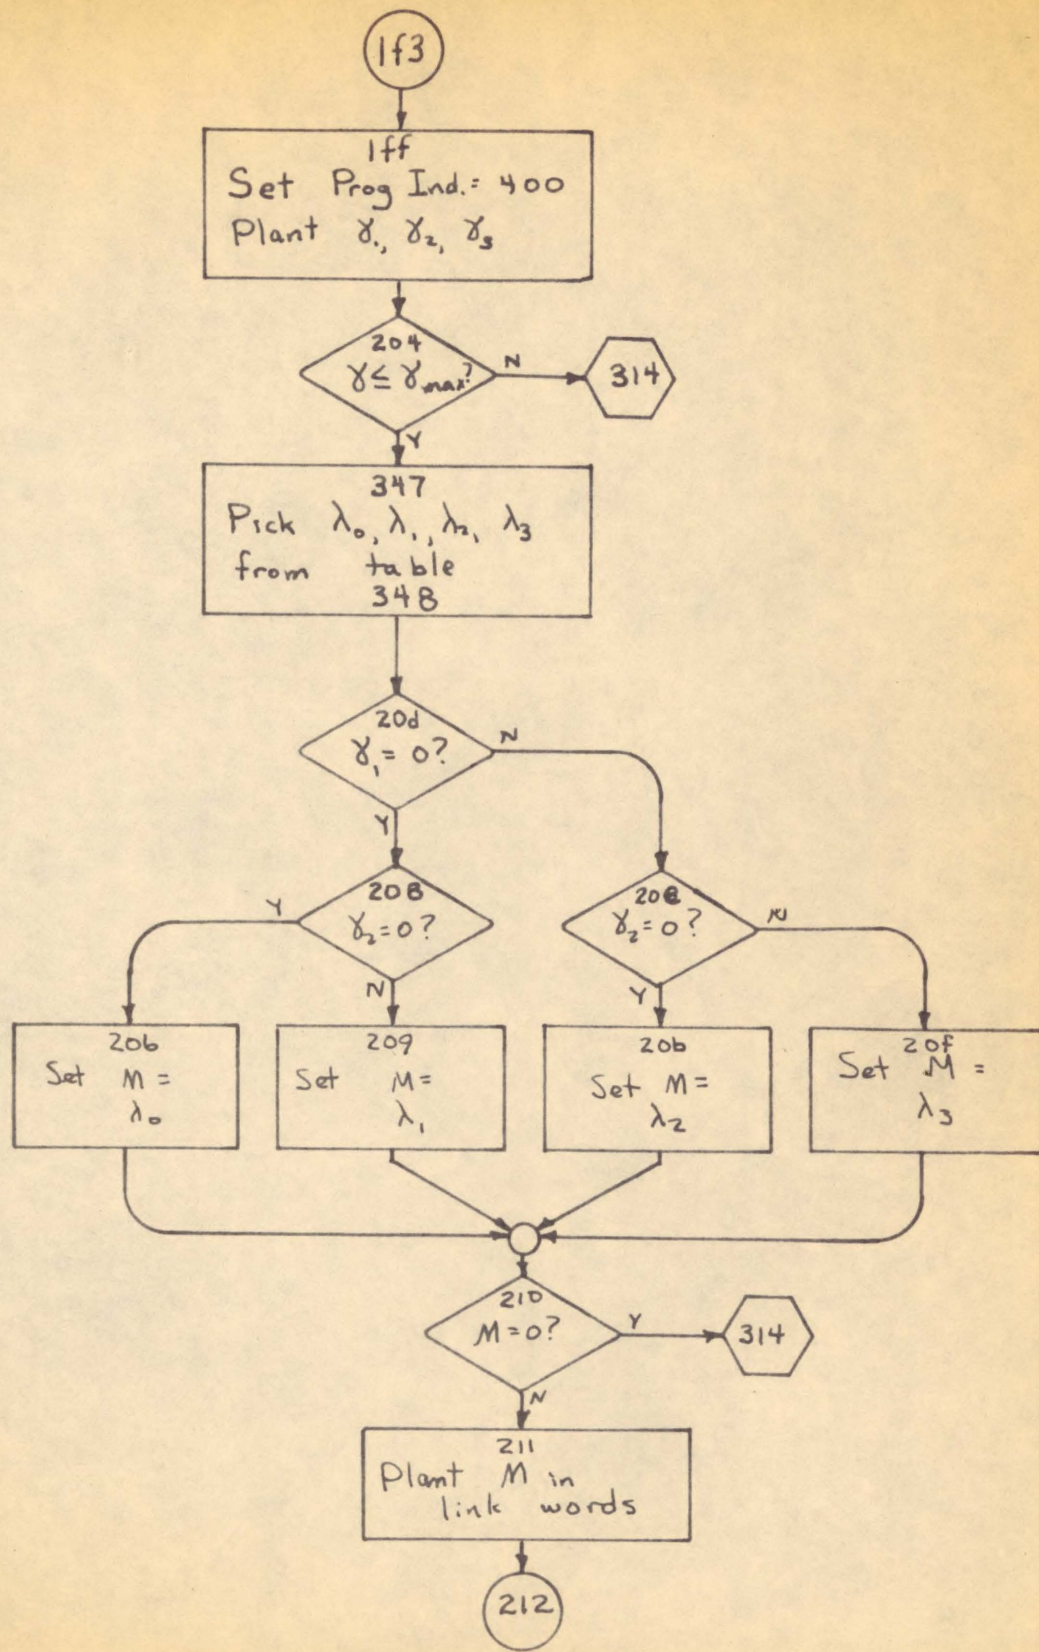 1f3
1ff
Set Prog Ind. = 400
Plant γ₁, γ₂, γ₃
204
γ ≤ γmax?
N
314
Y
347
Pick λ₀, λ₁, λ₂, λ₃
from table
348
20d
γ₁ = 0?
N
Y
208
γ₂ = 0?
Y
N
20e
γ₂ = 0?
N
Y
206
Set M =
λ₀
209
Set M =
λ₁
20b
Set M =
λ₂
20f
Set M =
λ₃
210
M = 0?
Y
314
N
211
Plant M in
link words
212